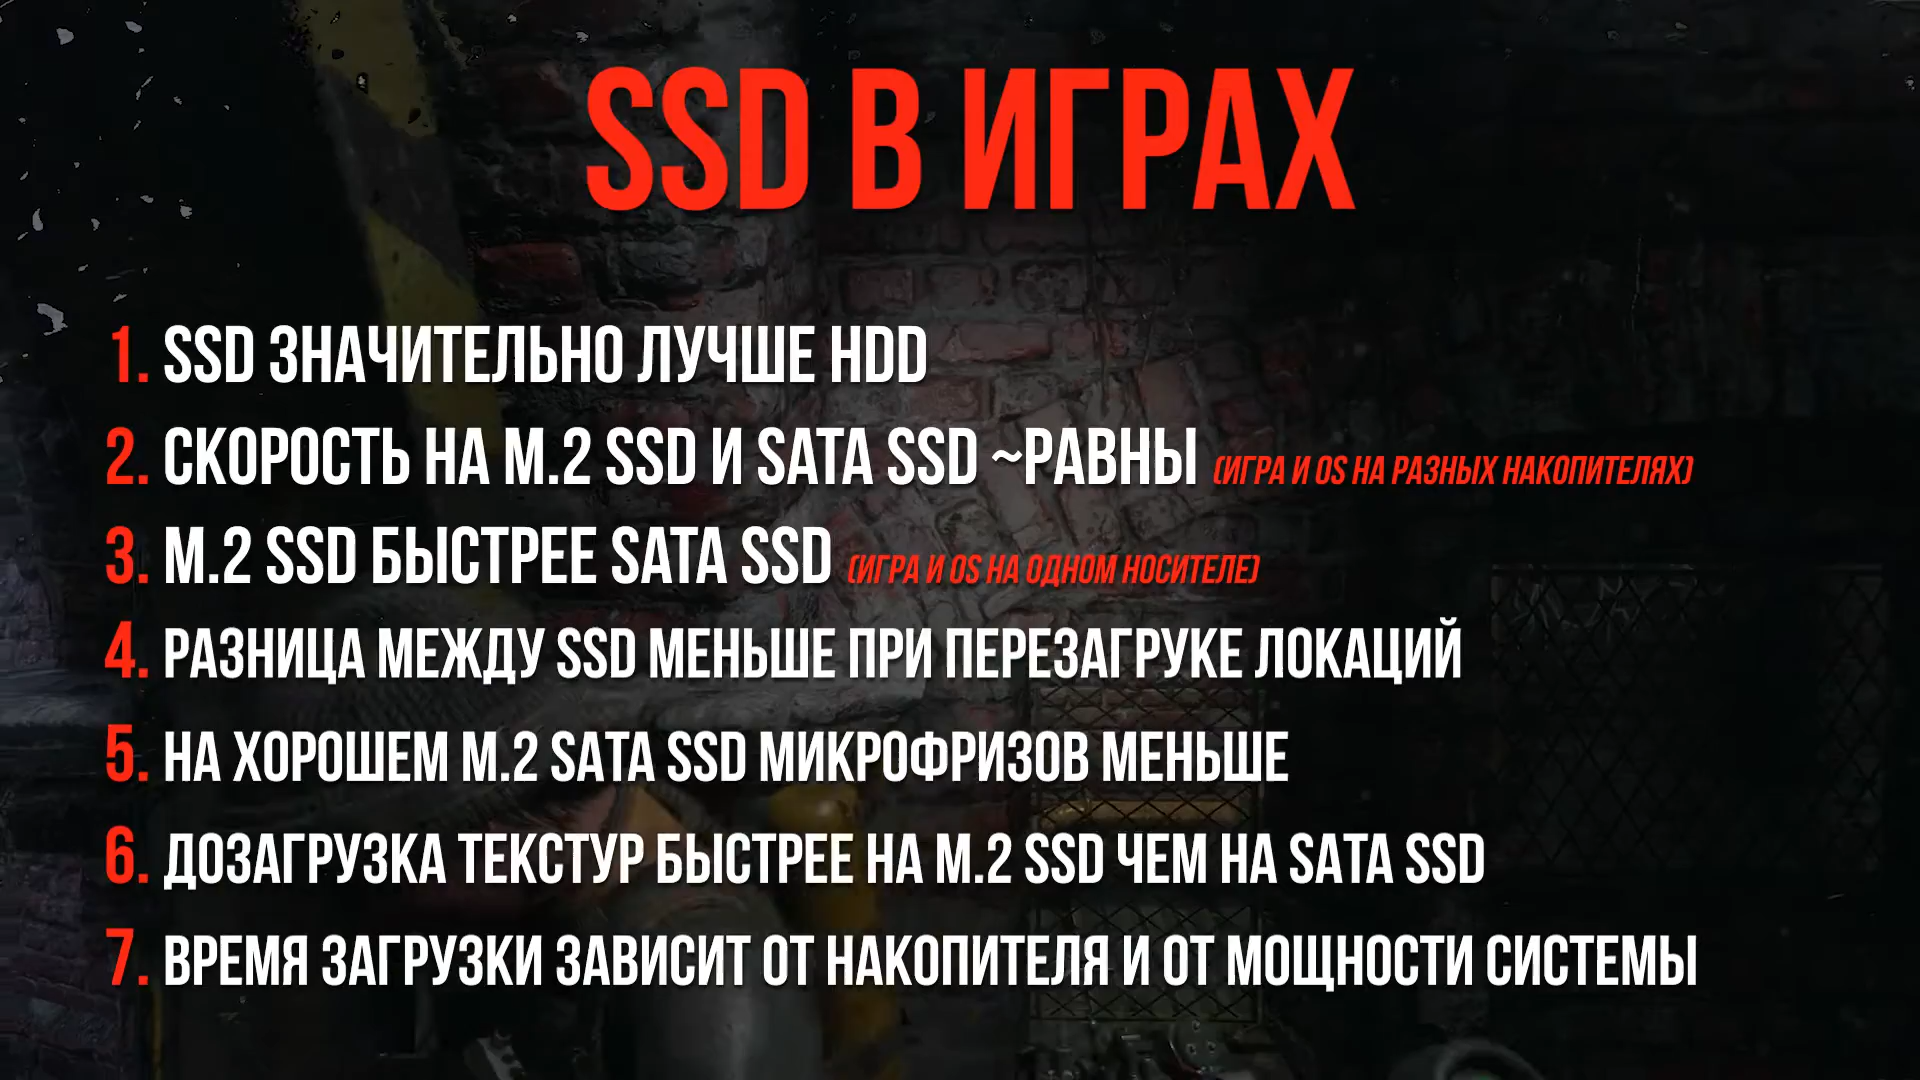 SSD В ИГРАХ
1. SSD ЗНАЧИТЕЛЬНО ЛУЧШЕ HDD
2. СКОРОСТЬ НА M.2 SSD И SATA SSD ~РАВНЫ (ИГРА И OS НА РАЗНЫХ НАКОПИТЕЛЯХ)
3. M.2 SSD БЫСТРЕЕ SATA SSD (ИГРА И OS НА ОДНОМ НОСИТЕЛЕ)
4. РАЗНИЦА МЕЖДУ SSD МЕНЬШЕ ПРИ ПЕРЕЗАГРУКЕ ЛОКАЦИЙ
5. НА ХОРОШЕМ M.2 SATA SSD МИКРОФРИЗОВ МЕНЬШЕ
6. ДОЗАГРУЗКА ТЕКСТУР БЫСТРЕЕ НА M.2 SSD ЧЕМ НА SATA SSD
7. ВРЕМЯ ЗАГРУЗКИ ЗАВИСИТ ОТ НАКОПИТЕЛЯ И ОТ МОЩНОСТИ СИСТЕМЫ